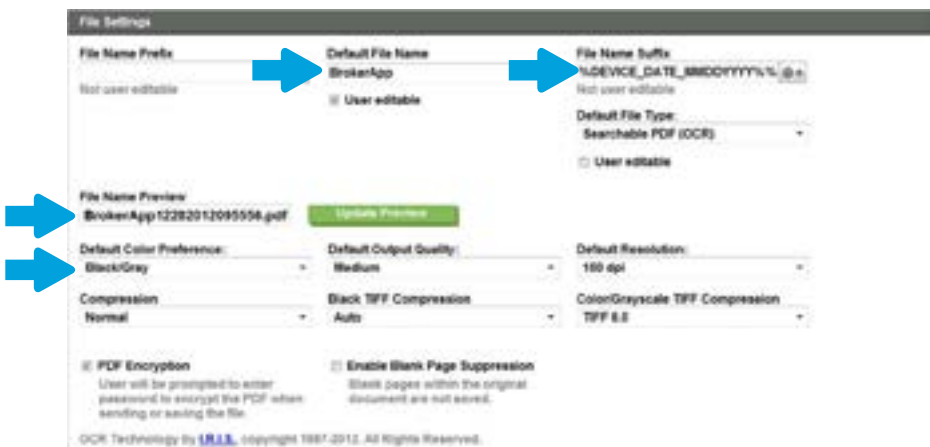 File Settings
File Name Prefix
Not user editable
Default File Name
BrokerApp
User editable
File Name Suffix
%DEVICE_DATE_MMDDYYYY%%
Not user editable
Default File Type:
Searchable PDF (OCR)
User editable
File Name Preview
BrokerApp12282012095556.pdf
Update Preview
Default Color Preference:
Black/Gray
Default Output Quality:
Medium
Default Resolution:
150 dpi
Compression
Normal
Black TIFF Compression
Auto
Color/Grayscale TIFF Compression
TIFF 6.0
PDF Encryption
User will be prompted to enter
password to encrypt the PDF when
sending or saving the file.
Enable Blank Page Suppression
Blank pages within the original
document are not saved.
OCR Technology by I.R.I.S., copyright 1987-2012. All Rights Reserved.